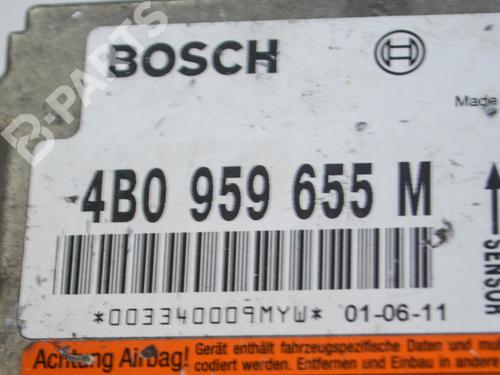 BOSCH
Made
4B0 959 655 M
SENSOR
*003340009MYW* 01-06-11
Achtung Airbag! Gerät enthält fahrzeugspezifische Daten und muß
codiert werden. Entfernen und Einbau in andere
B-PARTS